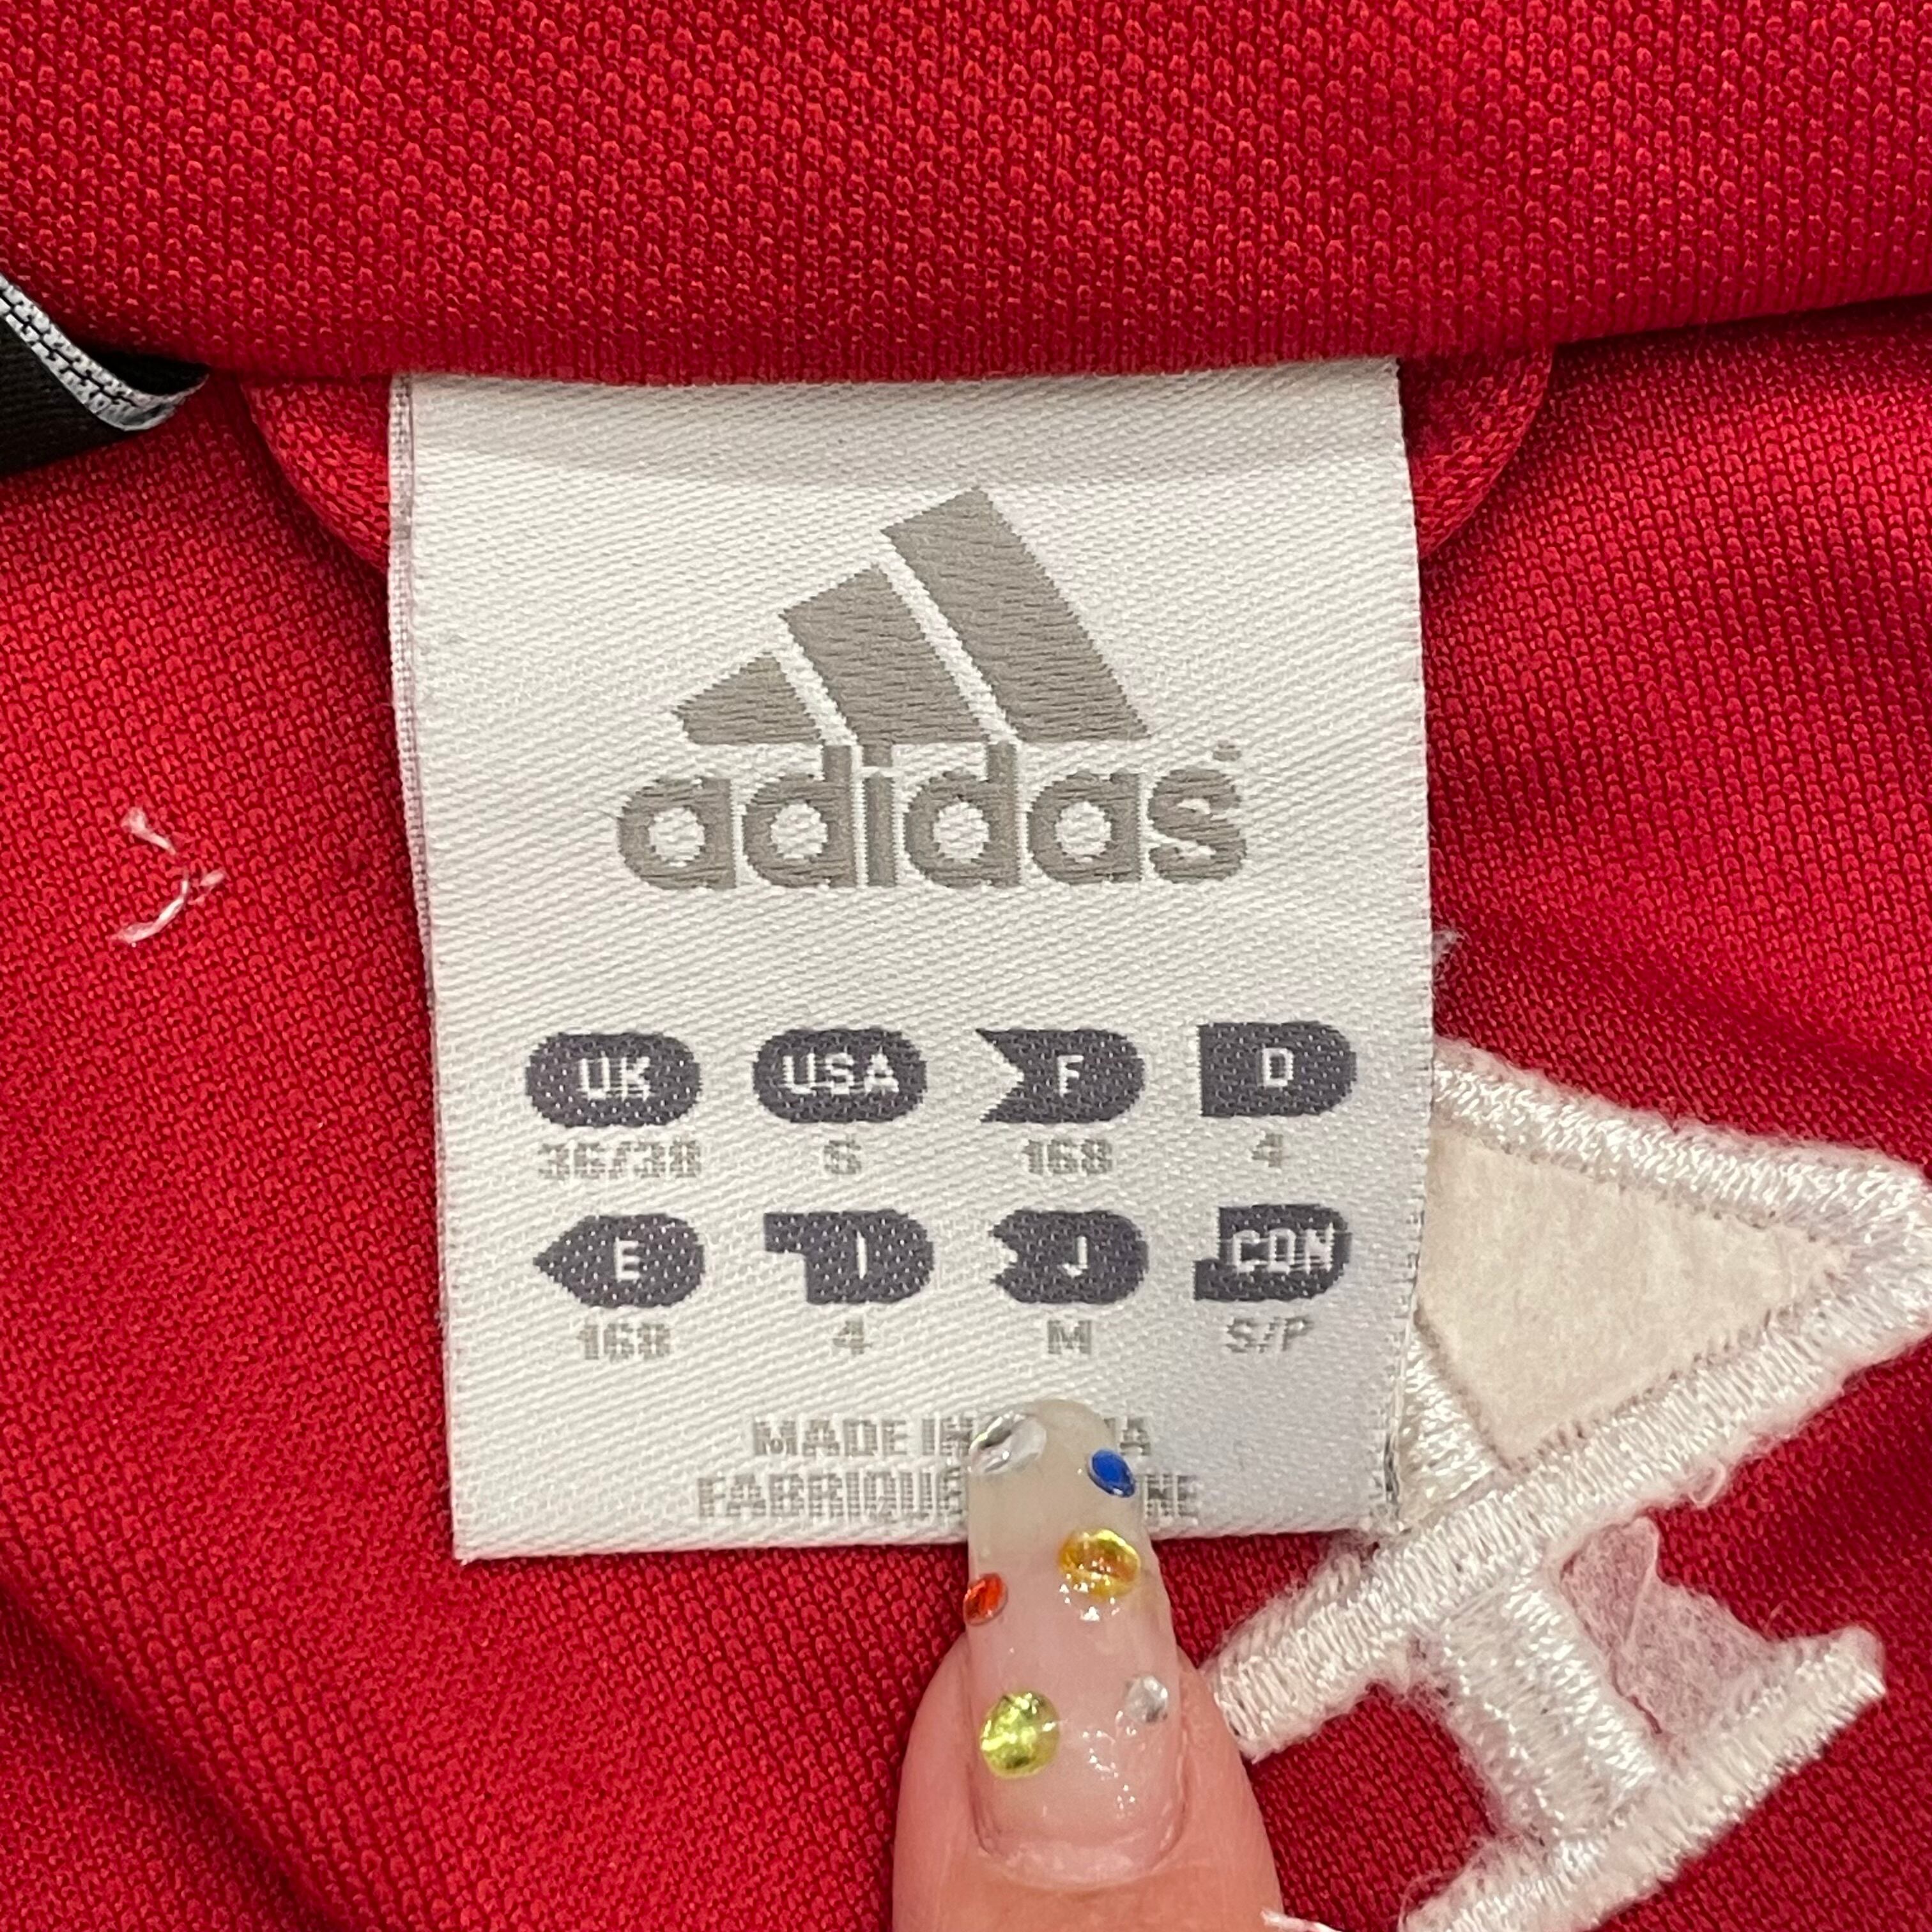 adidas
UK USA F D
36/38 S 168 4
E I J CDN
168 4 M S/P
MADE IN
FABRIQUÉ